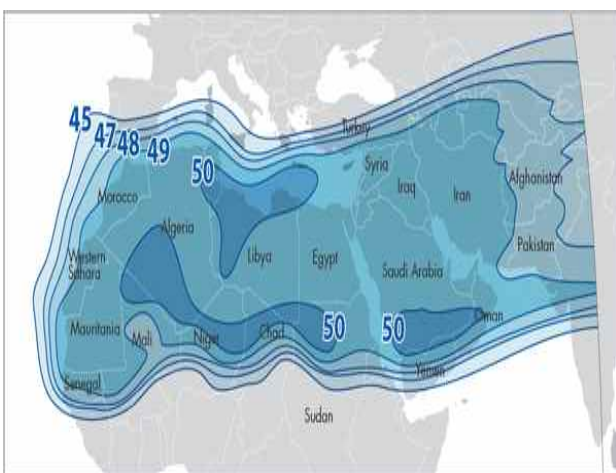 45
47
48
49
50
Turkey
Syria
Iraq
Iran
Afghanistan
Morocco
Algeria
Libya
Egypt
Saudi Arabia
Pakistan
Western
Sahara
Mauritania
Mali
Niger
Chad
50
50
Oman
Yemen
Senegal
Sudan